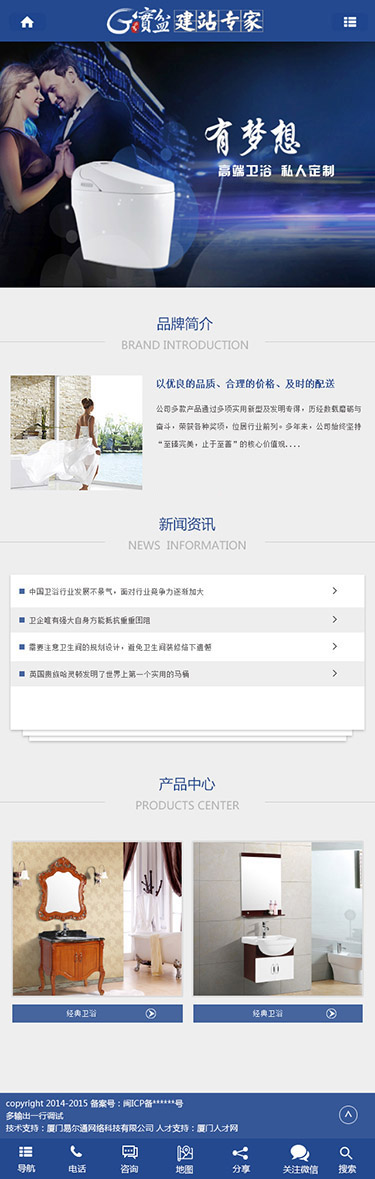 寶盆建站专家
有梦想
高端卫浴 私人定制
品牌简介
BRAND INTRODUCTION
以优良的品质、合理的价格、及时的配送
公司多款产品通过多项实用新型及发明专得，历经数载磨砺与
奋斗，荣获各种奖项，位居行业前列。多年来，公司始终坚持
“至臻完美，止于至善”的核心价值观....
新闻资讯
NEWS INFORMATION
中国卫浴行业发展不景气，面对行业竞争力逐渐加大
卫企唯有强大自身方能抵抗重重困阻
需要注意卫生间的规划设计，避免卫生间装修留下遗憾
英国贵族哈灵顿发明了世界上第一个实用的马桶
产品中心
PRODUCTS CENTER
经典卫浴
经典卫浴
copyright 2014-2015 备案号：闽ICP备******号
多输出一行调试
技术支持：厦门易尔通网络科技有限公司 人才支持：厦门人才网
导航
电话
咨询
地图
分享
关注微信
搜索